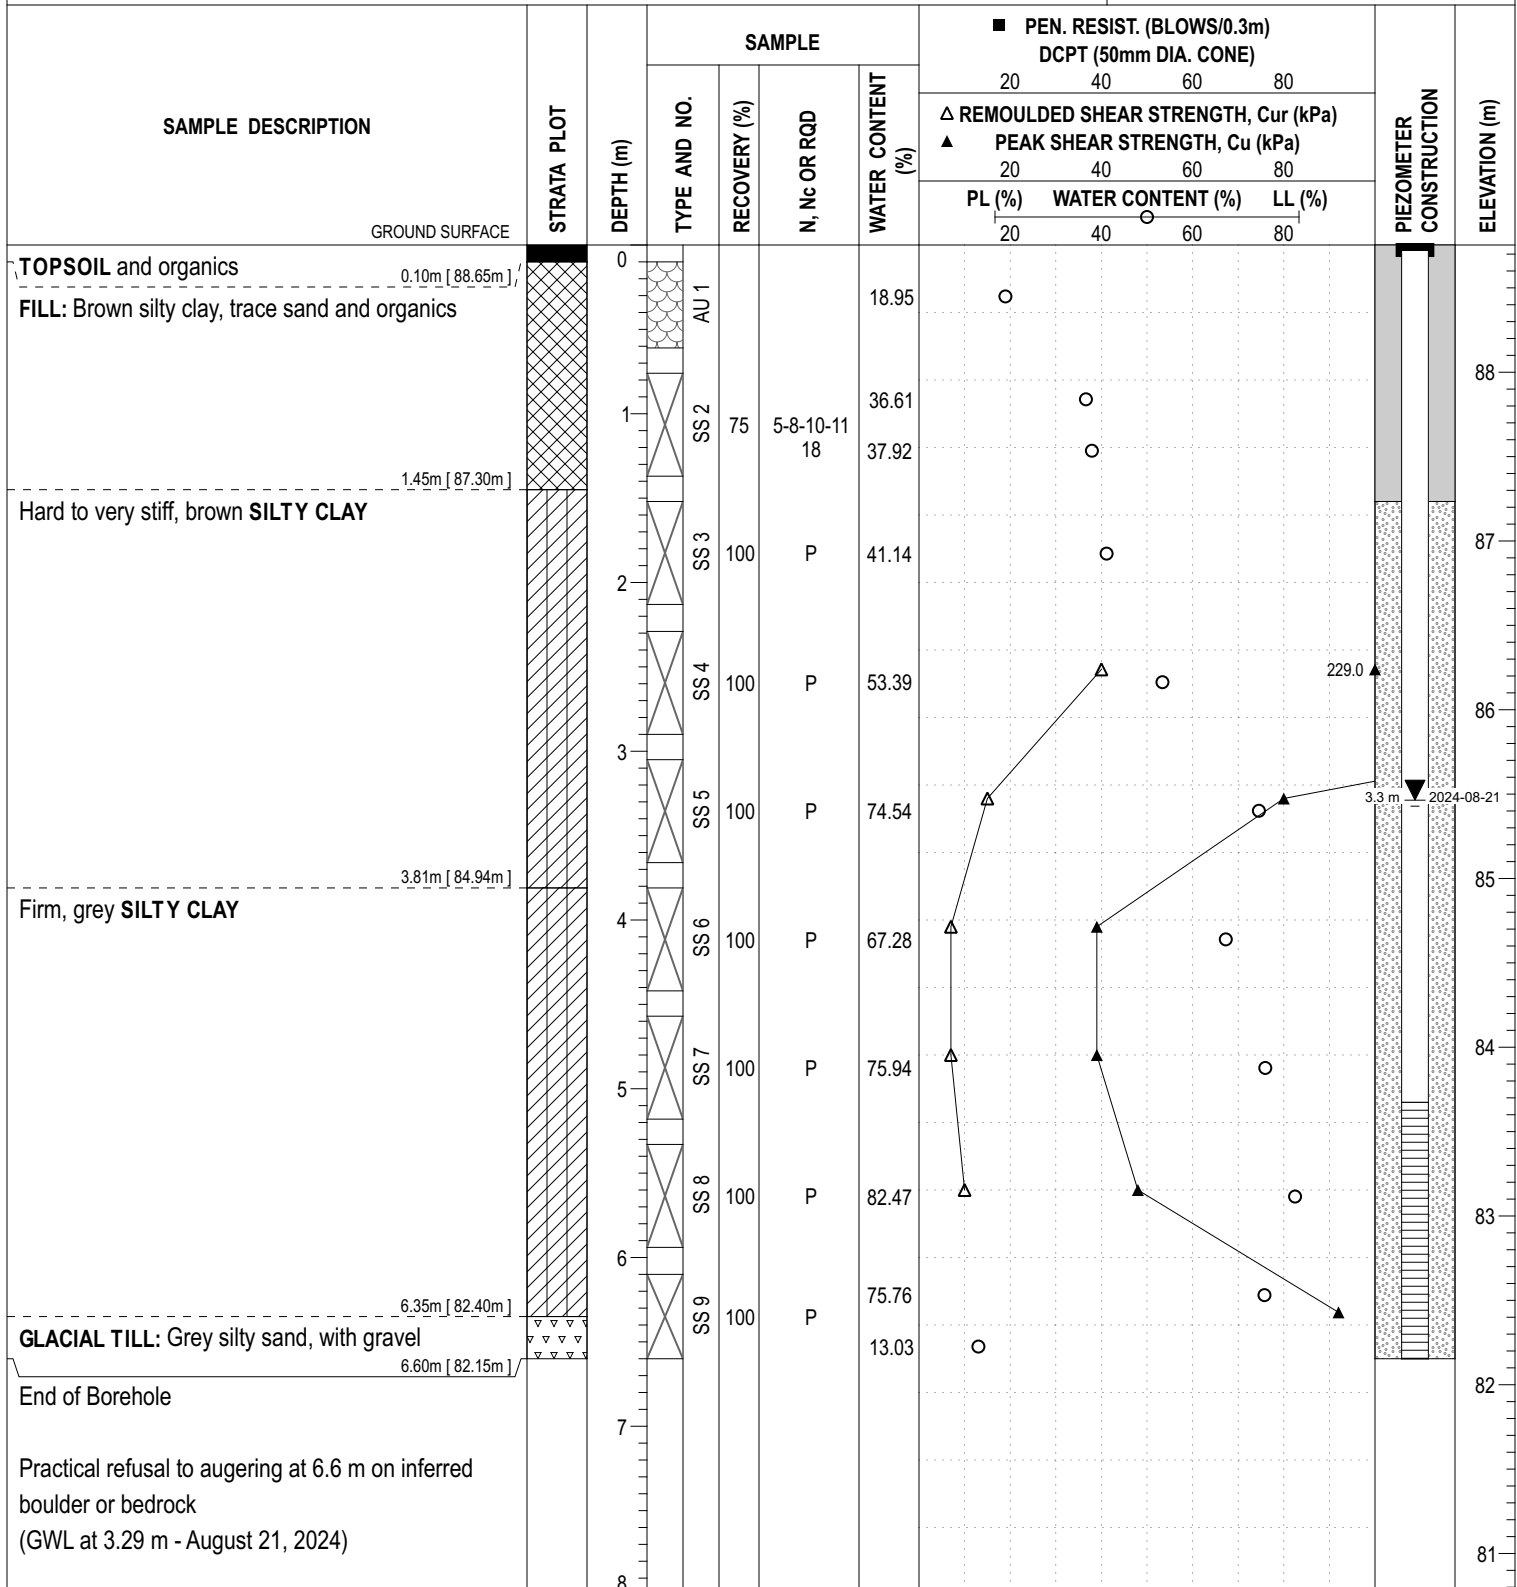 SAMPLE DESCRIPTION
GROUND SURFACE
STRATA PLOT
DEPTH (m)
SAMPLE
TYPE AND NO.
RECOVERY (%)
N, Nc OR RQD
WATER CONTENT
(%)
■ PEN. RESIST. (BLOWS/0.3m)
DCPT (50mm DIA. CONE)
20 40 60 80
△ REMOULDED SHEAR STRENGTH, Cur (kPa)
▲ PEAK SHEAR STRENGTH, Cu (kPa)
20 40 60 80
PL (%) WATER CONTENT (%) LL (%)
20 40 60 80
PIEZOMETER
CONSTRUCTION
ELEVATION (m)
TOPSOIL and organics
0.10m [ 88.65m ]
FILL: Brown silty clay, trace sand and organics
1.45m [ 87.30m ]
Hard to very stiff, brown SILTY CLAY
3.81m [ 84.94m ]
Firm, grey SILTY CLAY
6.35m [ 82.40m ]
GLACIAL TILL: Grey silty sand, with gravel
6.60m [ 82.15m ]
End of Borehole
Practical refusal to augering at 6.6 m on inferred
boulder or bedrock
(GWL at 3.29 m - August 21, 2024)
0
1
2
3
4
5
6
7
8
AU 1
18.95
SS 2
75
5-8-10-11
18
36.61
37.92
SS 3 100 P 41.14
SS 4 100 P 53.39
SS 5 100 P 74.54
SS 6 100 P 67.28
SS 7 100 P 75.94
SS 8 100 P 82.47
SS 9 100 P
75.76
13.03
229.0
3.3 m
2024-08-21
88
87
86
85
84
83
82
81